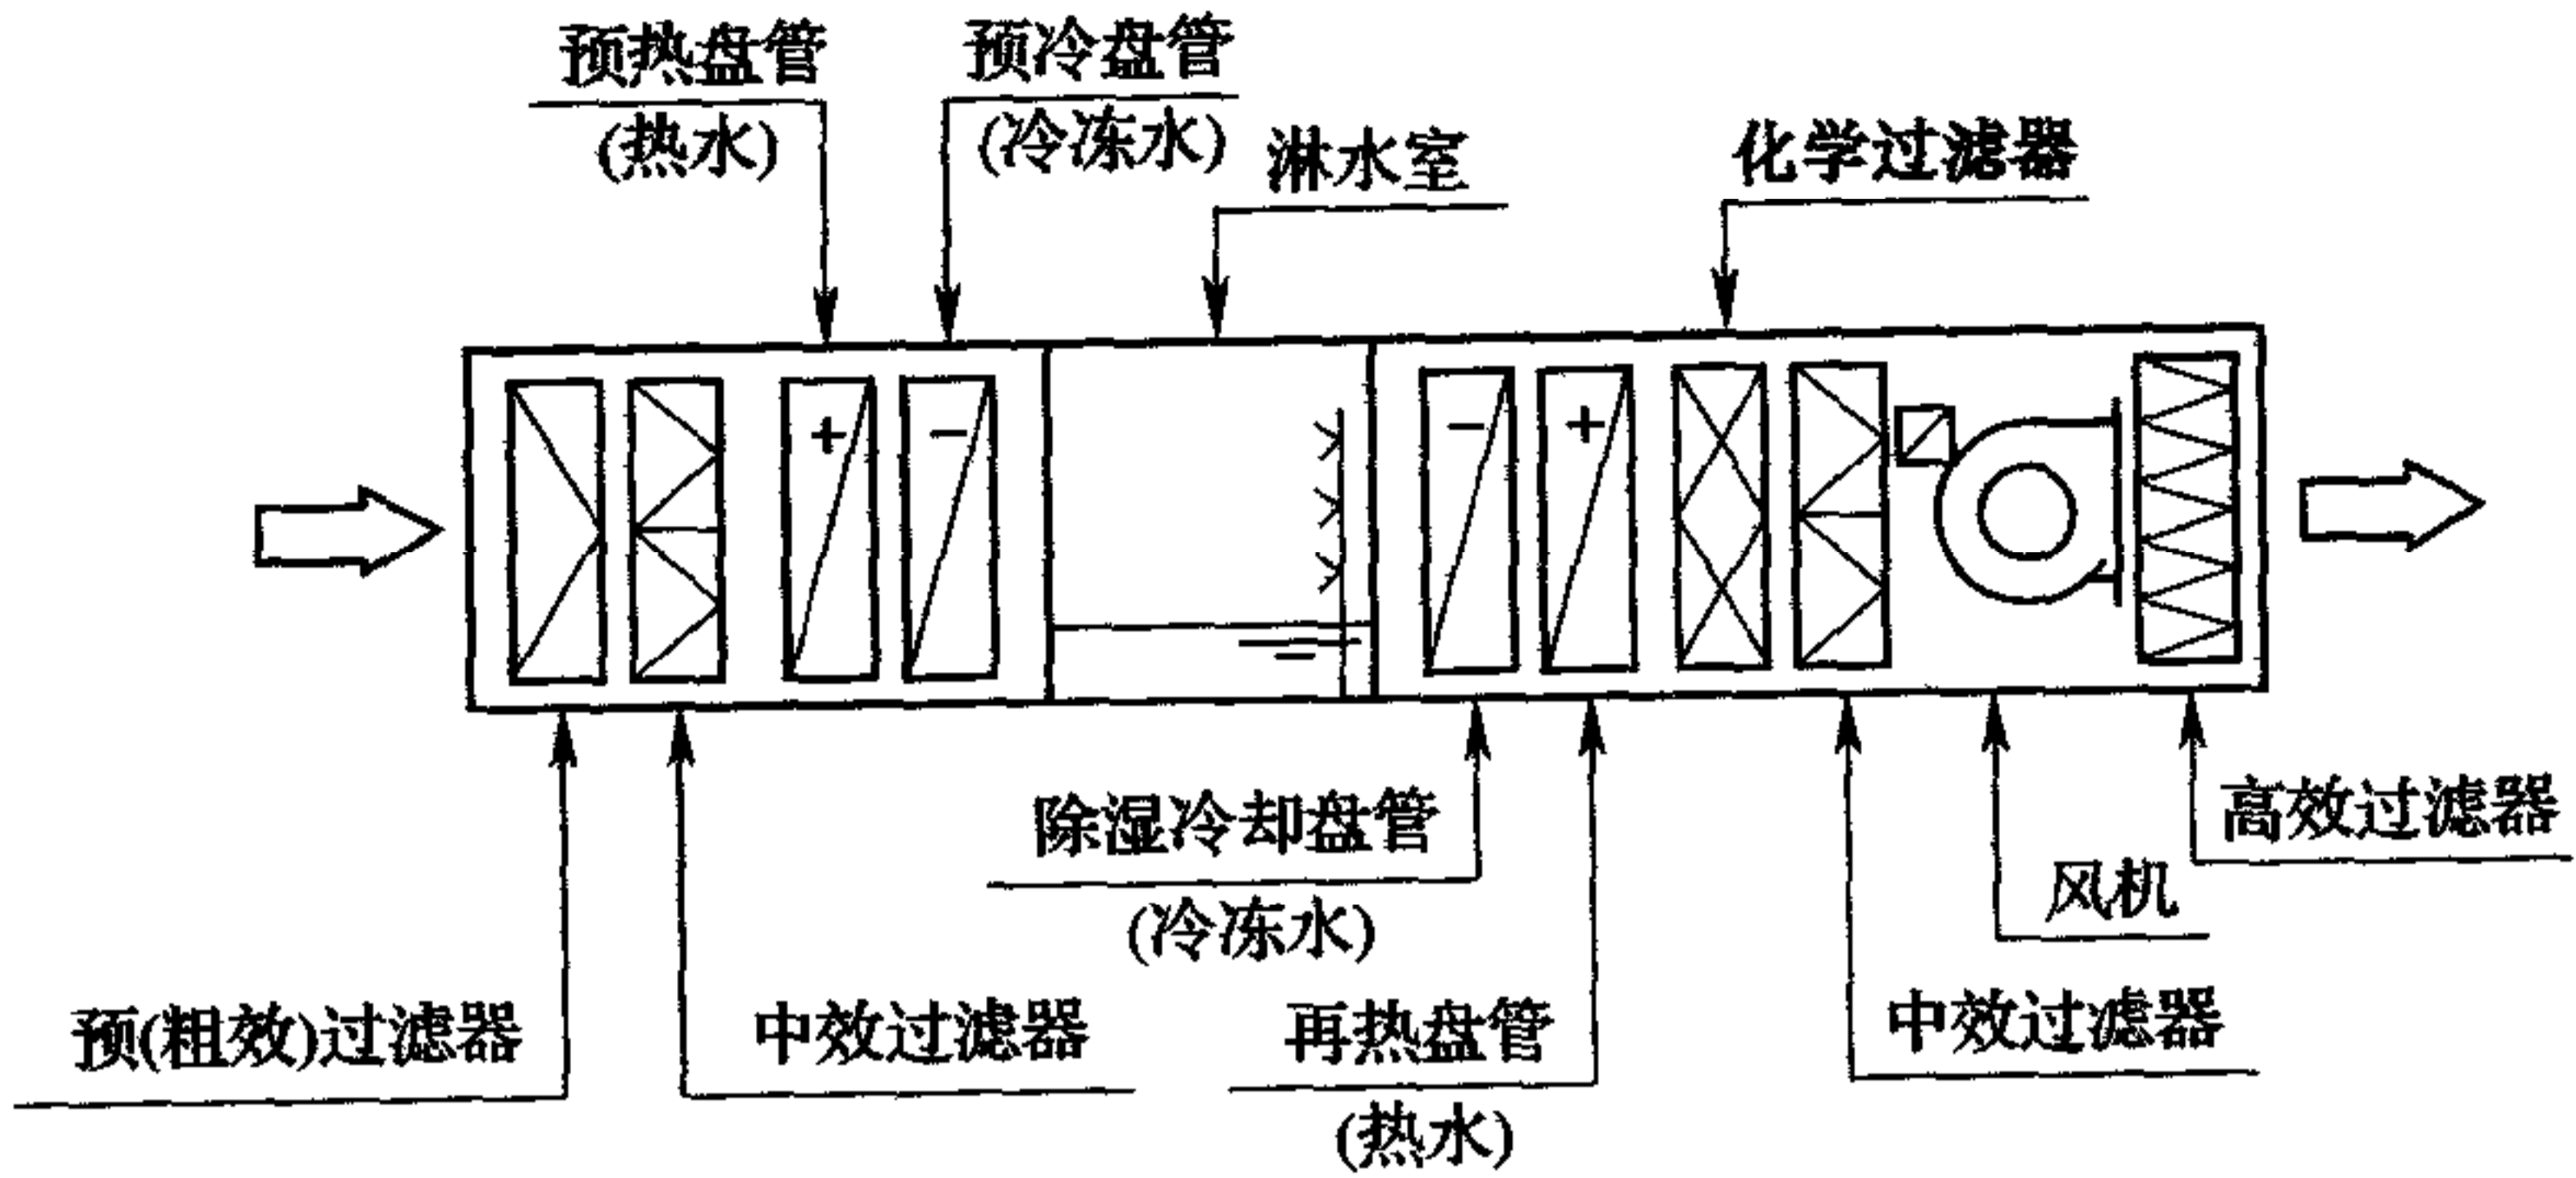 预热盘管
(热水)
预冷盘管
(冷冻水)
淋水室
化学过滤器
+
−
−
+
除湿冷却盘管
(冷冻水)
高效过滤器
风机
预(粗效)过滤器
中效过滤器
再热盘管
(热水)
中效过滤器